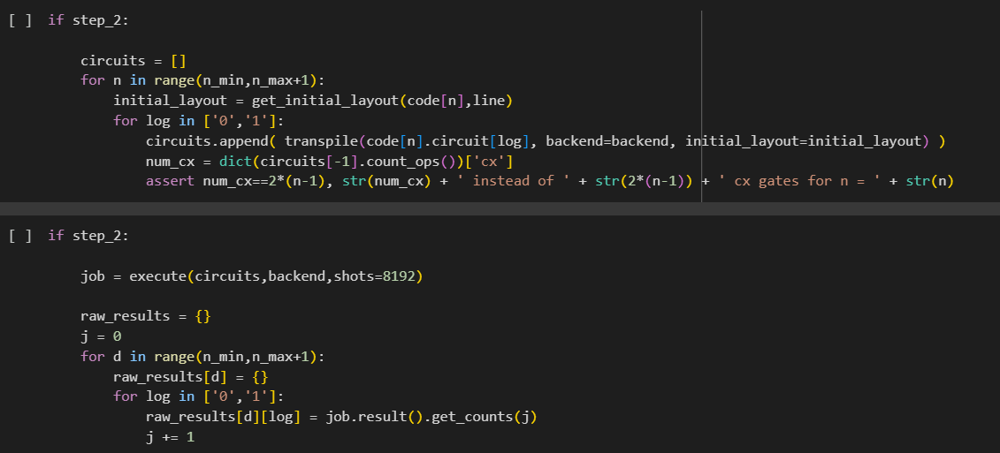 [ ] if step_2:
circuits = []
for n in range(n_min,n_max+1):
initial_layout = get_initial_layout(code[n],line)
for log in ['0','1']:
circuits.append( transpile(code[n].circuit[log], backend=backend, initial_layout=initial_layout) )
num_cx = dict(circuits[-1].count_ops())['cx']
assert num_cx==2*(n-1), str(num_cx) + ' instead of ' + str(2*(n-1)) + ' cx gates for n = ' + str(n)
[ ] if step_2:
job = execute(circuits,backend,shots=8192)
raw_results = {}
j = 0
for d in range(n_min,n_max+1):
raw_results[d] = {}
for log in ['0','1']:
raw_results[d][log] = job.result().get_counts(j)
j += 1